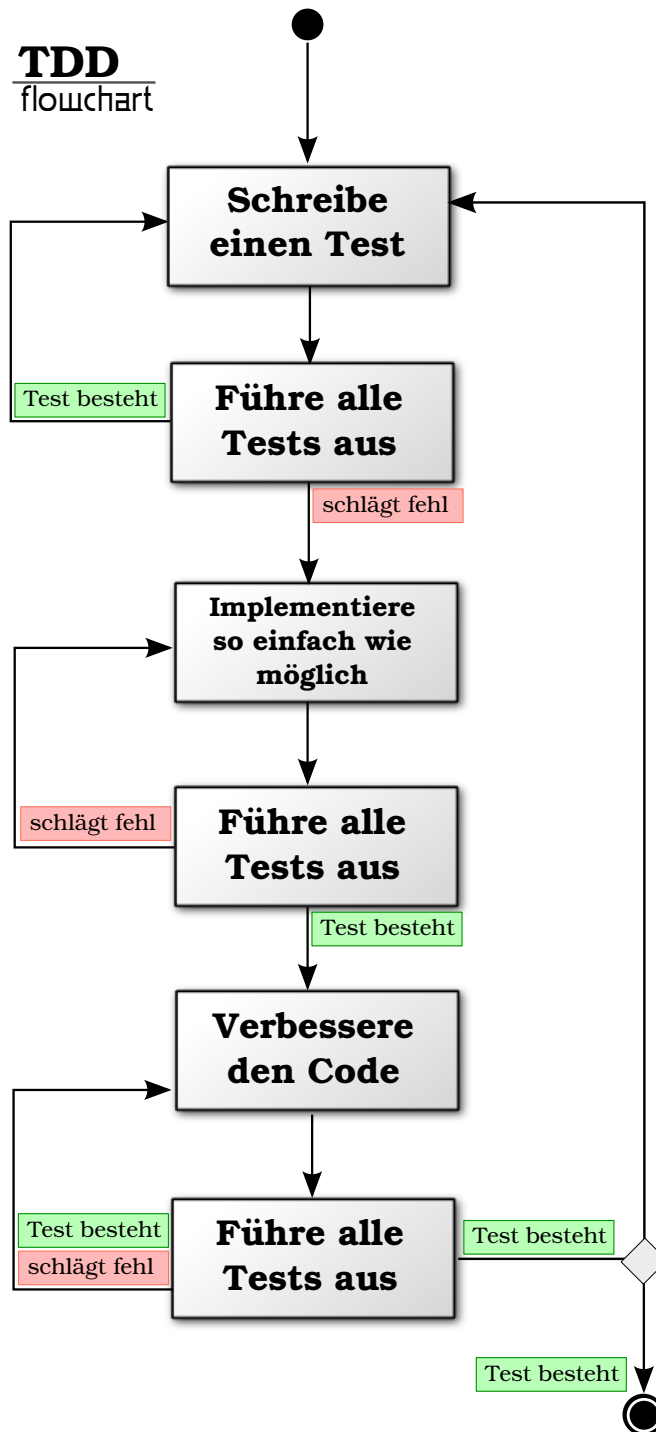 TDD
flowchart
Schreibe
einen Test
Test besteht
Führe alle
Tests aus
schlägt fehl
Implementiere
so einfach wie
möglich
schlägt fehl
Führe alle
Tests aus
Test besteht
Verbessere
den Code
Test besteht
schlägt fehl
Führe alle
Tests aus
Test besteht
Test besteht